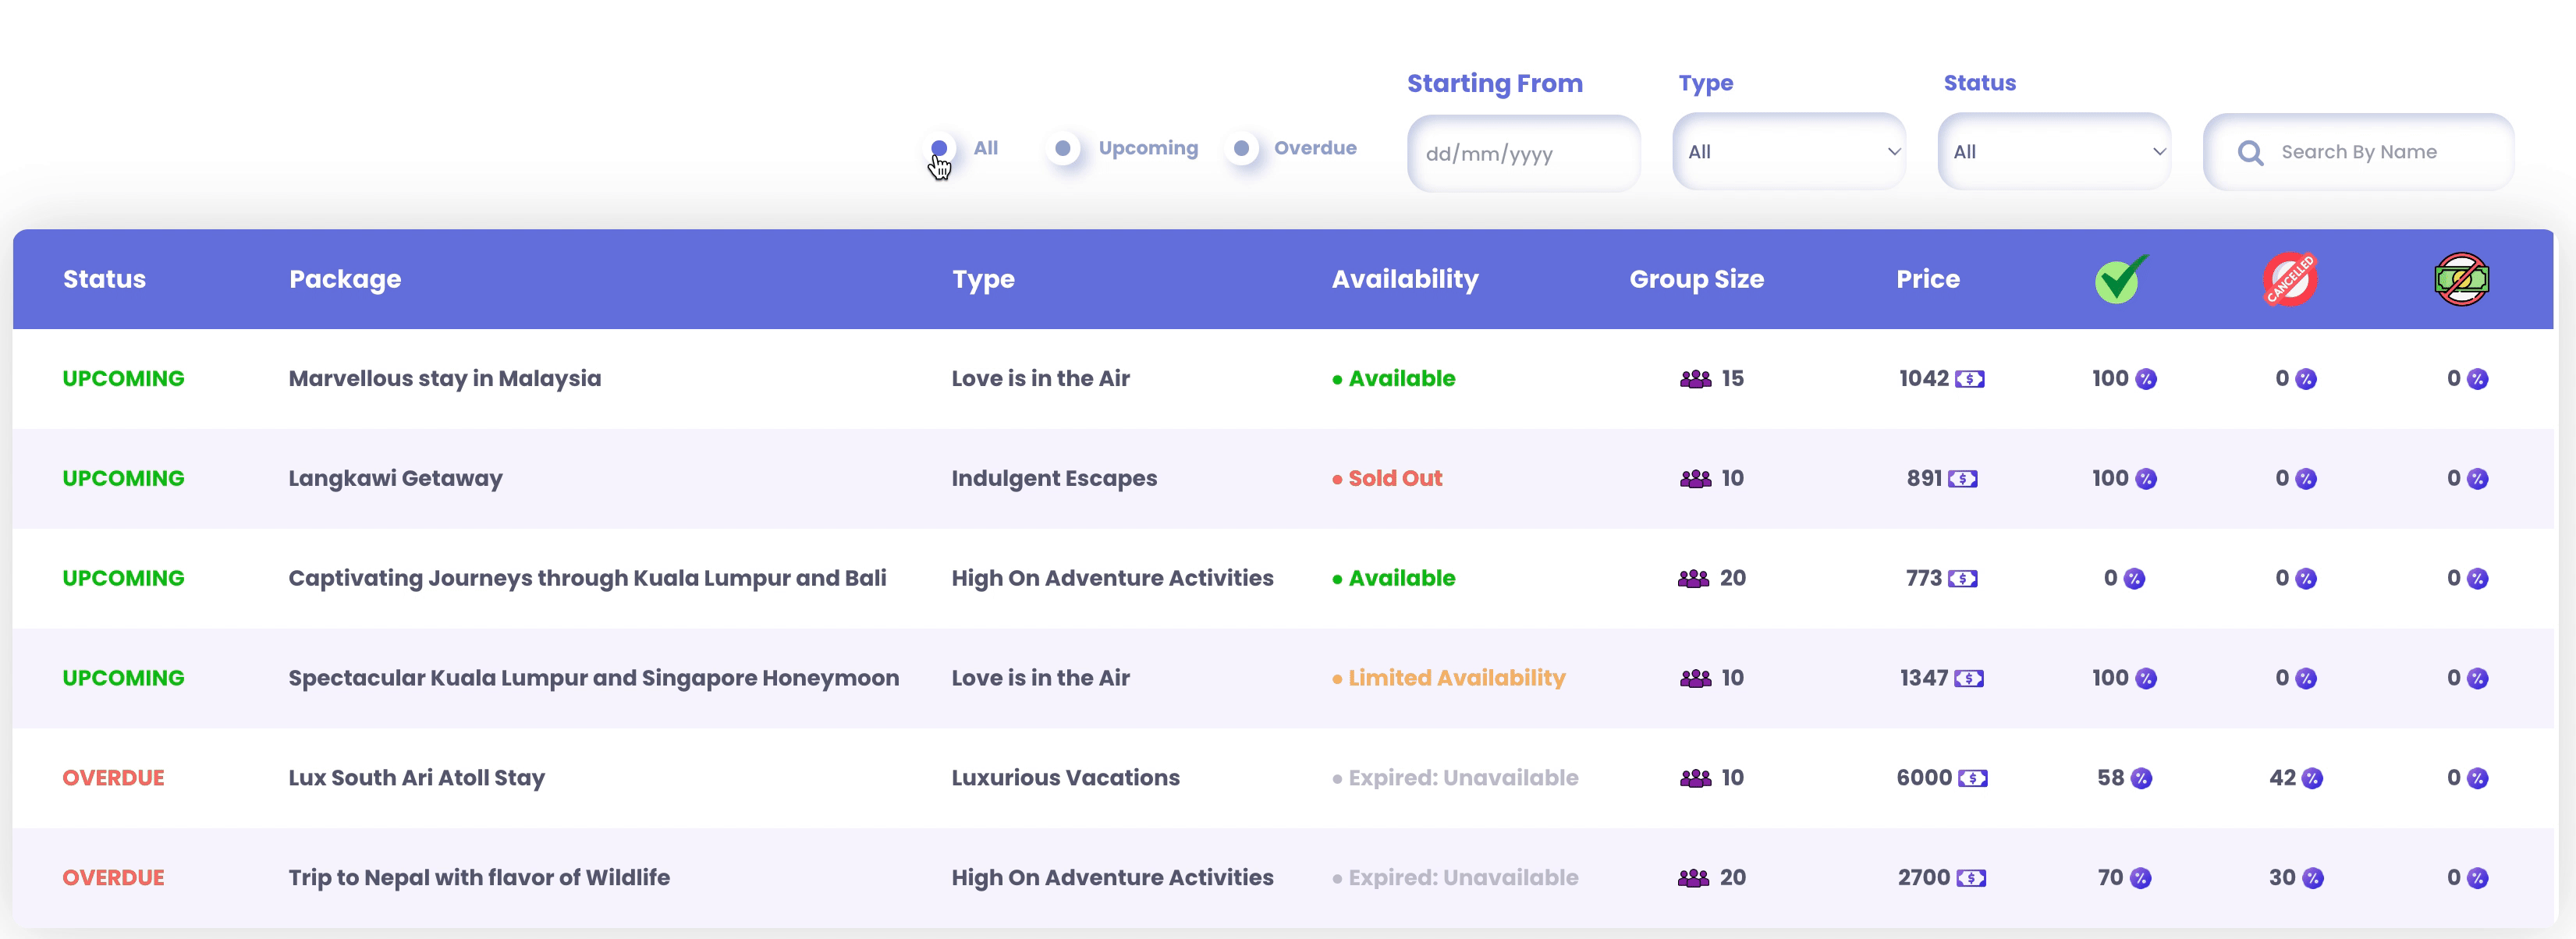 Starting From Type Status
All Upcoming Overdue dd/mm/yyyy All All Search By Name
Status Package Type Availability Group Size Price CANCELLED
UPCOMING Marvellous stay in Malaysia Love is in the Air Available 15 1042 $ 100 % 0 % 0 %
UPCOMING Langkawi Getaway Indulgent Escapes Sold Out 10 891 $ 100 % 0 % 0 %
UPCOMING Captivating Journeys through Kuala Lumpur and Bali High On Adventure Activities Available 20 773 $ 0 % 0 % 0 %
UPCOMING Spectacular Kuala Lumpur and Singapore Honeymoon Love is in the Air Limited Availability 10 1347 $ 100 % 0 % 0 %
OVERDUE Lux South Ari Atoll Stay Luxurious Vacations Expired: Unavailable 10 6000 $ 58 % 42 % 0 %
OVERDUE Trip to Nepal with flavor of Wildlife High On Adventure Activities Expired: Unavailable 20 2700 $ 70 % 30 % 0 %